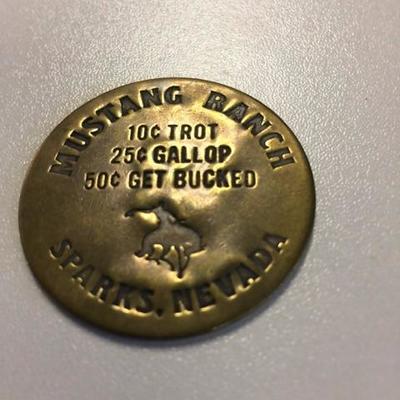 MUSTANG RANCH
10¢ TROT
25¢ GALLOP
50¢ GET BUCKED
SPARKS, NEVADA